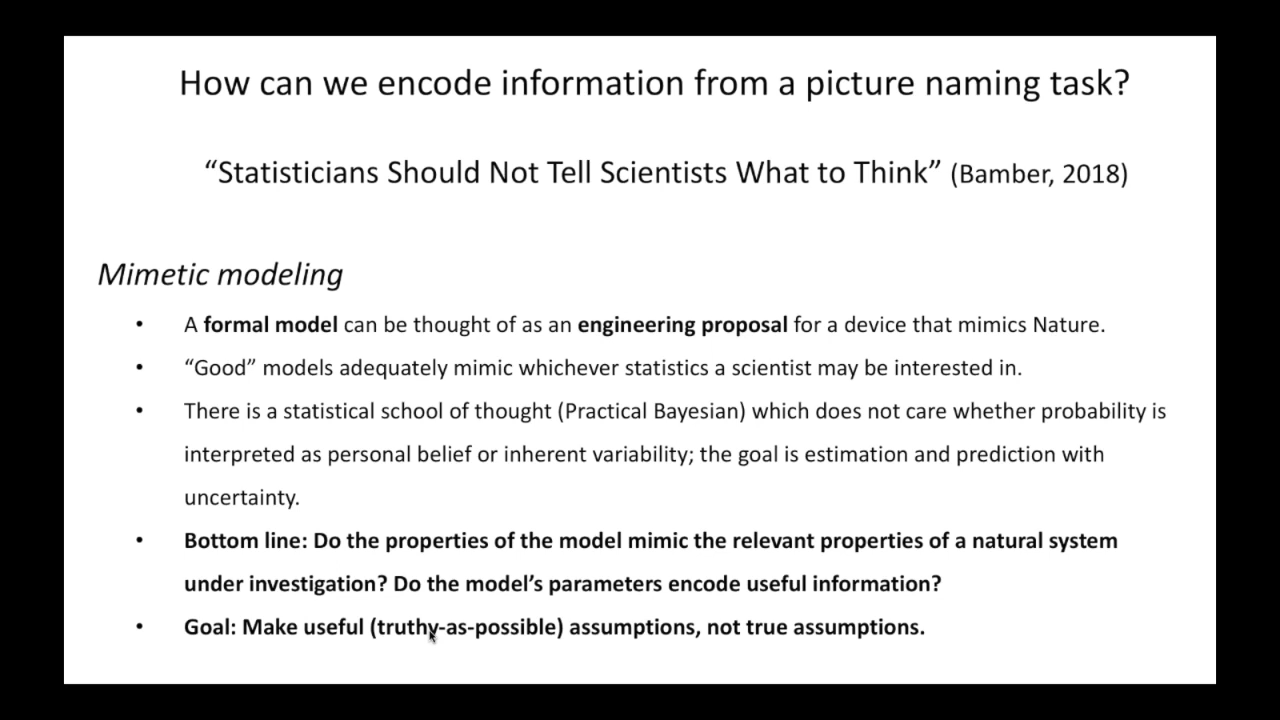 How can we encode information from a picture naming task?
“Statisticians Should Not Tell Scientists What to Think” (Bamber, 2018)
Mimetic modeling
• A formal model can be thought of as an engineering proposal for a device that mimics Nature.
• “Good” models adequately mimic whichever statistics a scientist may be interested in.
• There is a statistical school of thought (Practical Bayesian) which does not care whether probability is
interpreted as personal belief or inherent variability; the goal is estimation and prediction with
uncertainty.
• Bottom line: Do the properties of the model mimic the relevant properties of a natural system
under investigation? Do the model’s parameters encode useful information?
• Goal: Make useful (truthy-as-possible) assumptions, not true assumptions.